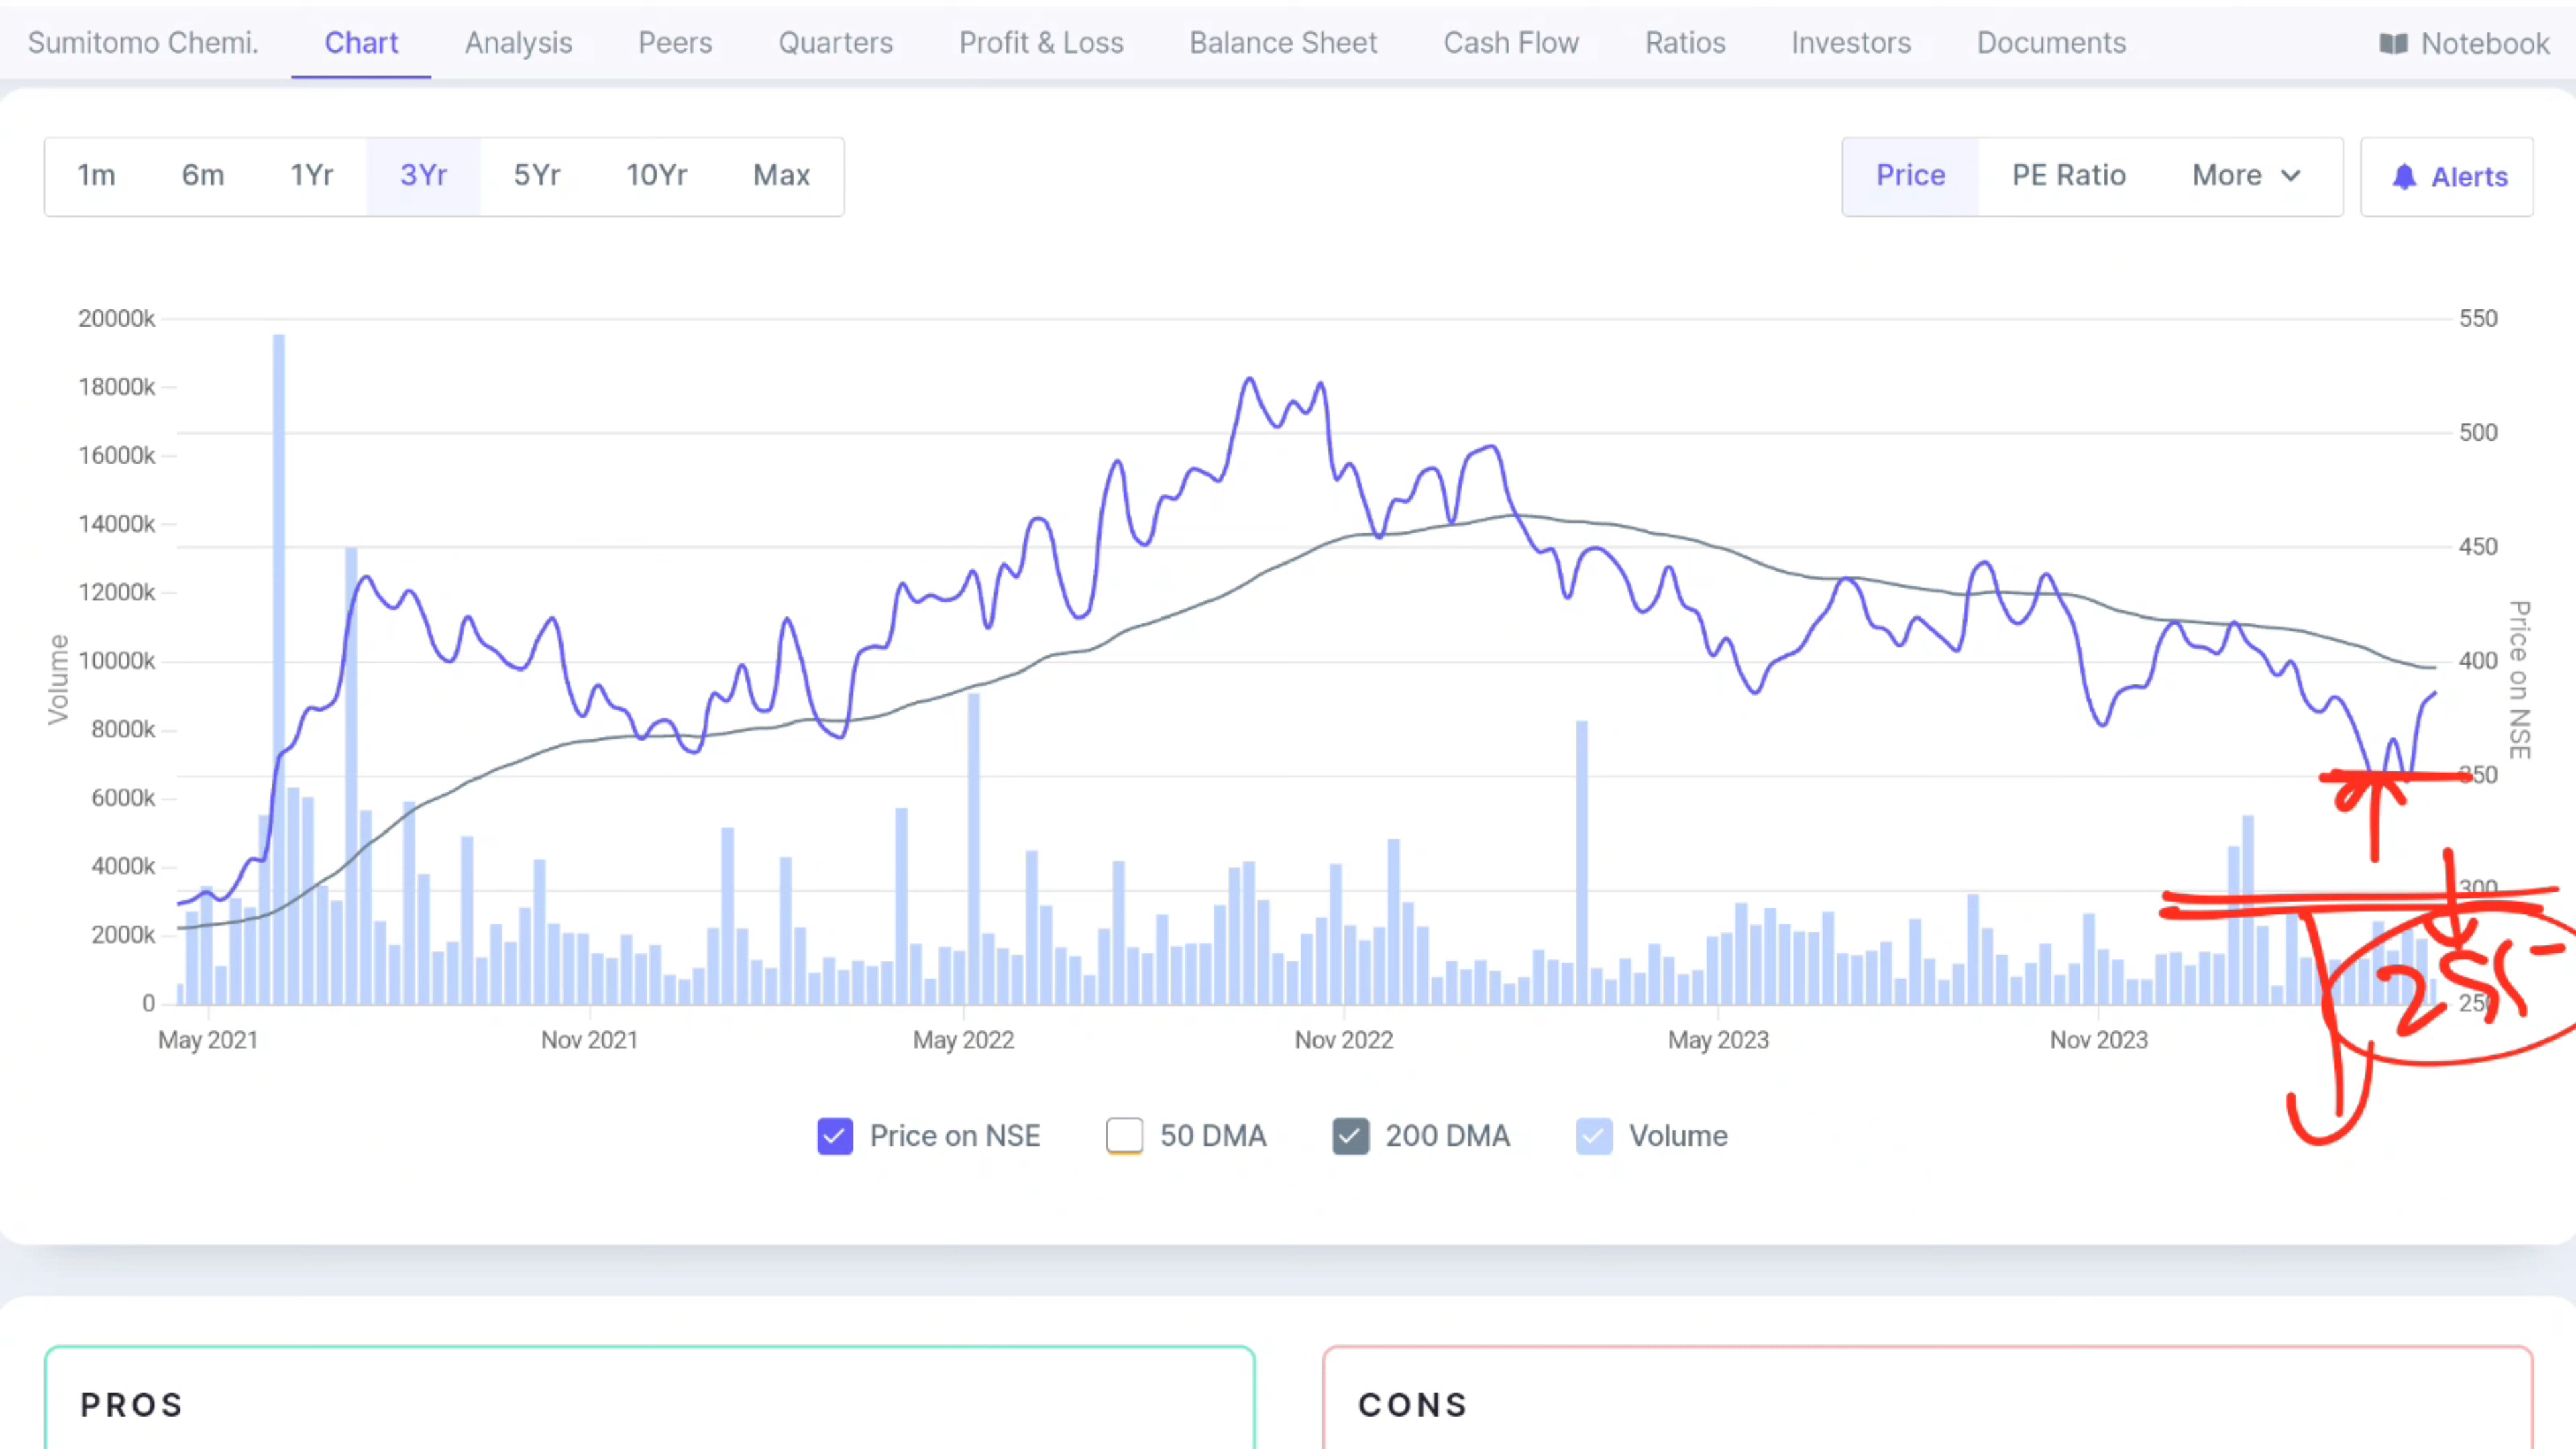 Sumitomo Chemi. Chart Analysis Peers Quarters Profit & Loss Balance Sheet Cash Flow Ratios Investors Documents Notebook
1m 6m 1Yr 3Yr 5Yr 10Yr Max Price PE Ratio More Alerts
20000k 550
18000k
500
16000k
14000k
450
12000k
10000k 400
8000k
350
6000k
4000k
300
2000k
0 250
Volume
Price on NSE
255
May 2021 Nov 2021 May 2022 Nov 2022 May 2023 Nov 2023
Price on NSE 50 DMA 200 DMA Volume
PROS CONS